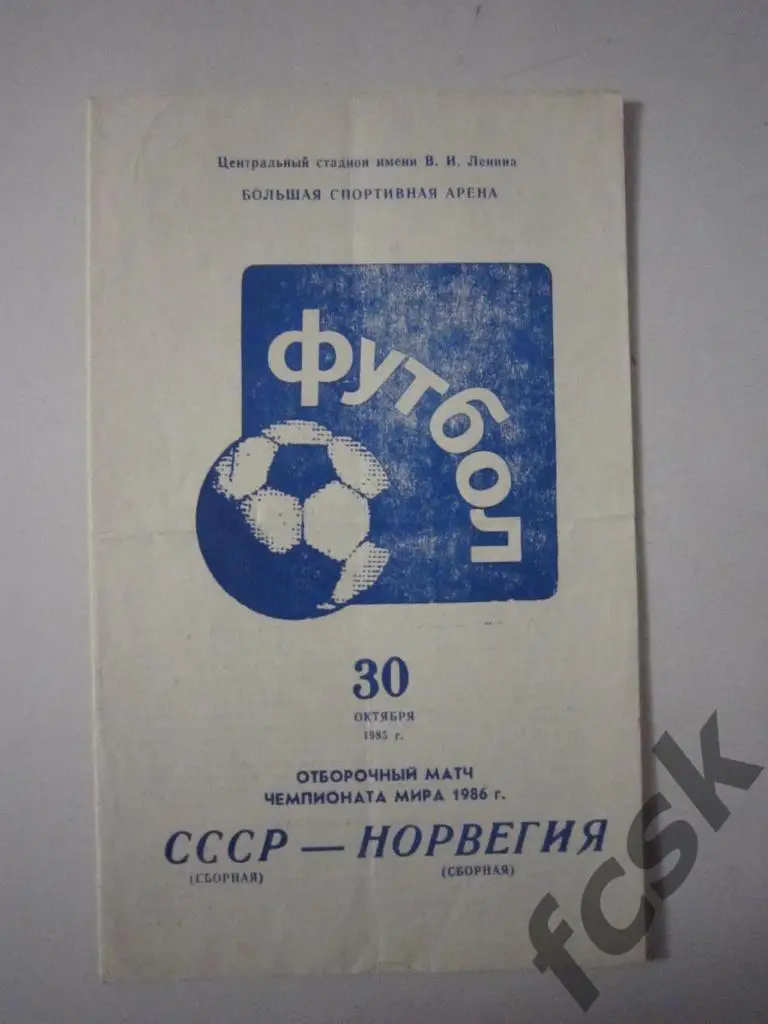 Центральный стадион имени В. И. Ленина
БОЛЬШАЯ СПОРТИВНАЯ АРЕНА
футбол
30
ОКТЯБРЯ
1985 г.
ОТБОРОЧНЫЙ МАТЧ
ЧЕМПИОНАТА МИРА 1986 г.
СССР — НОРВЕГИЯ
(СБОРНАЯ) (СБОРНАЯ)
fcsk